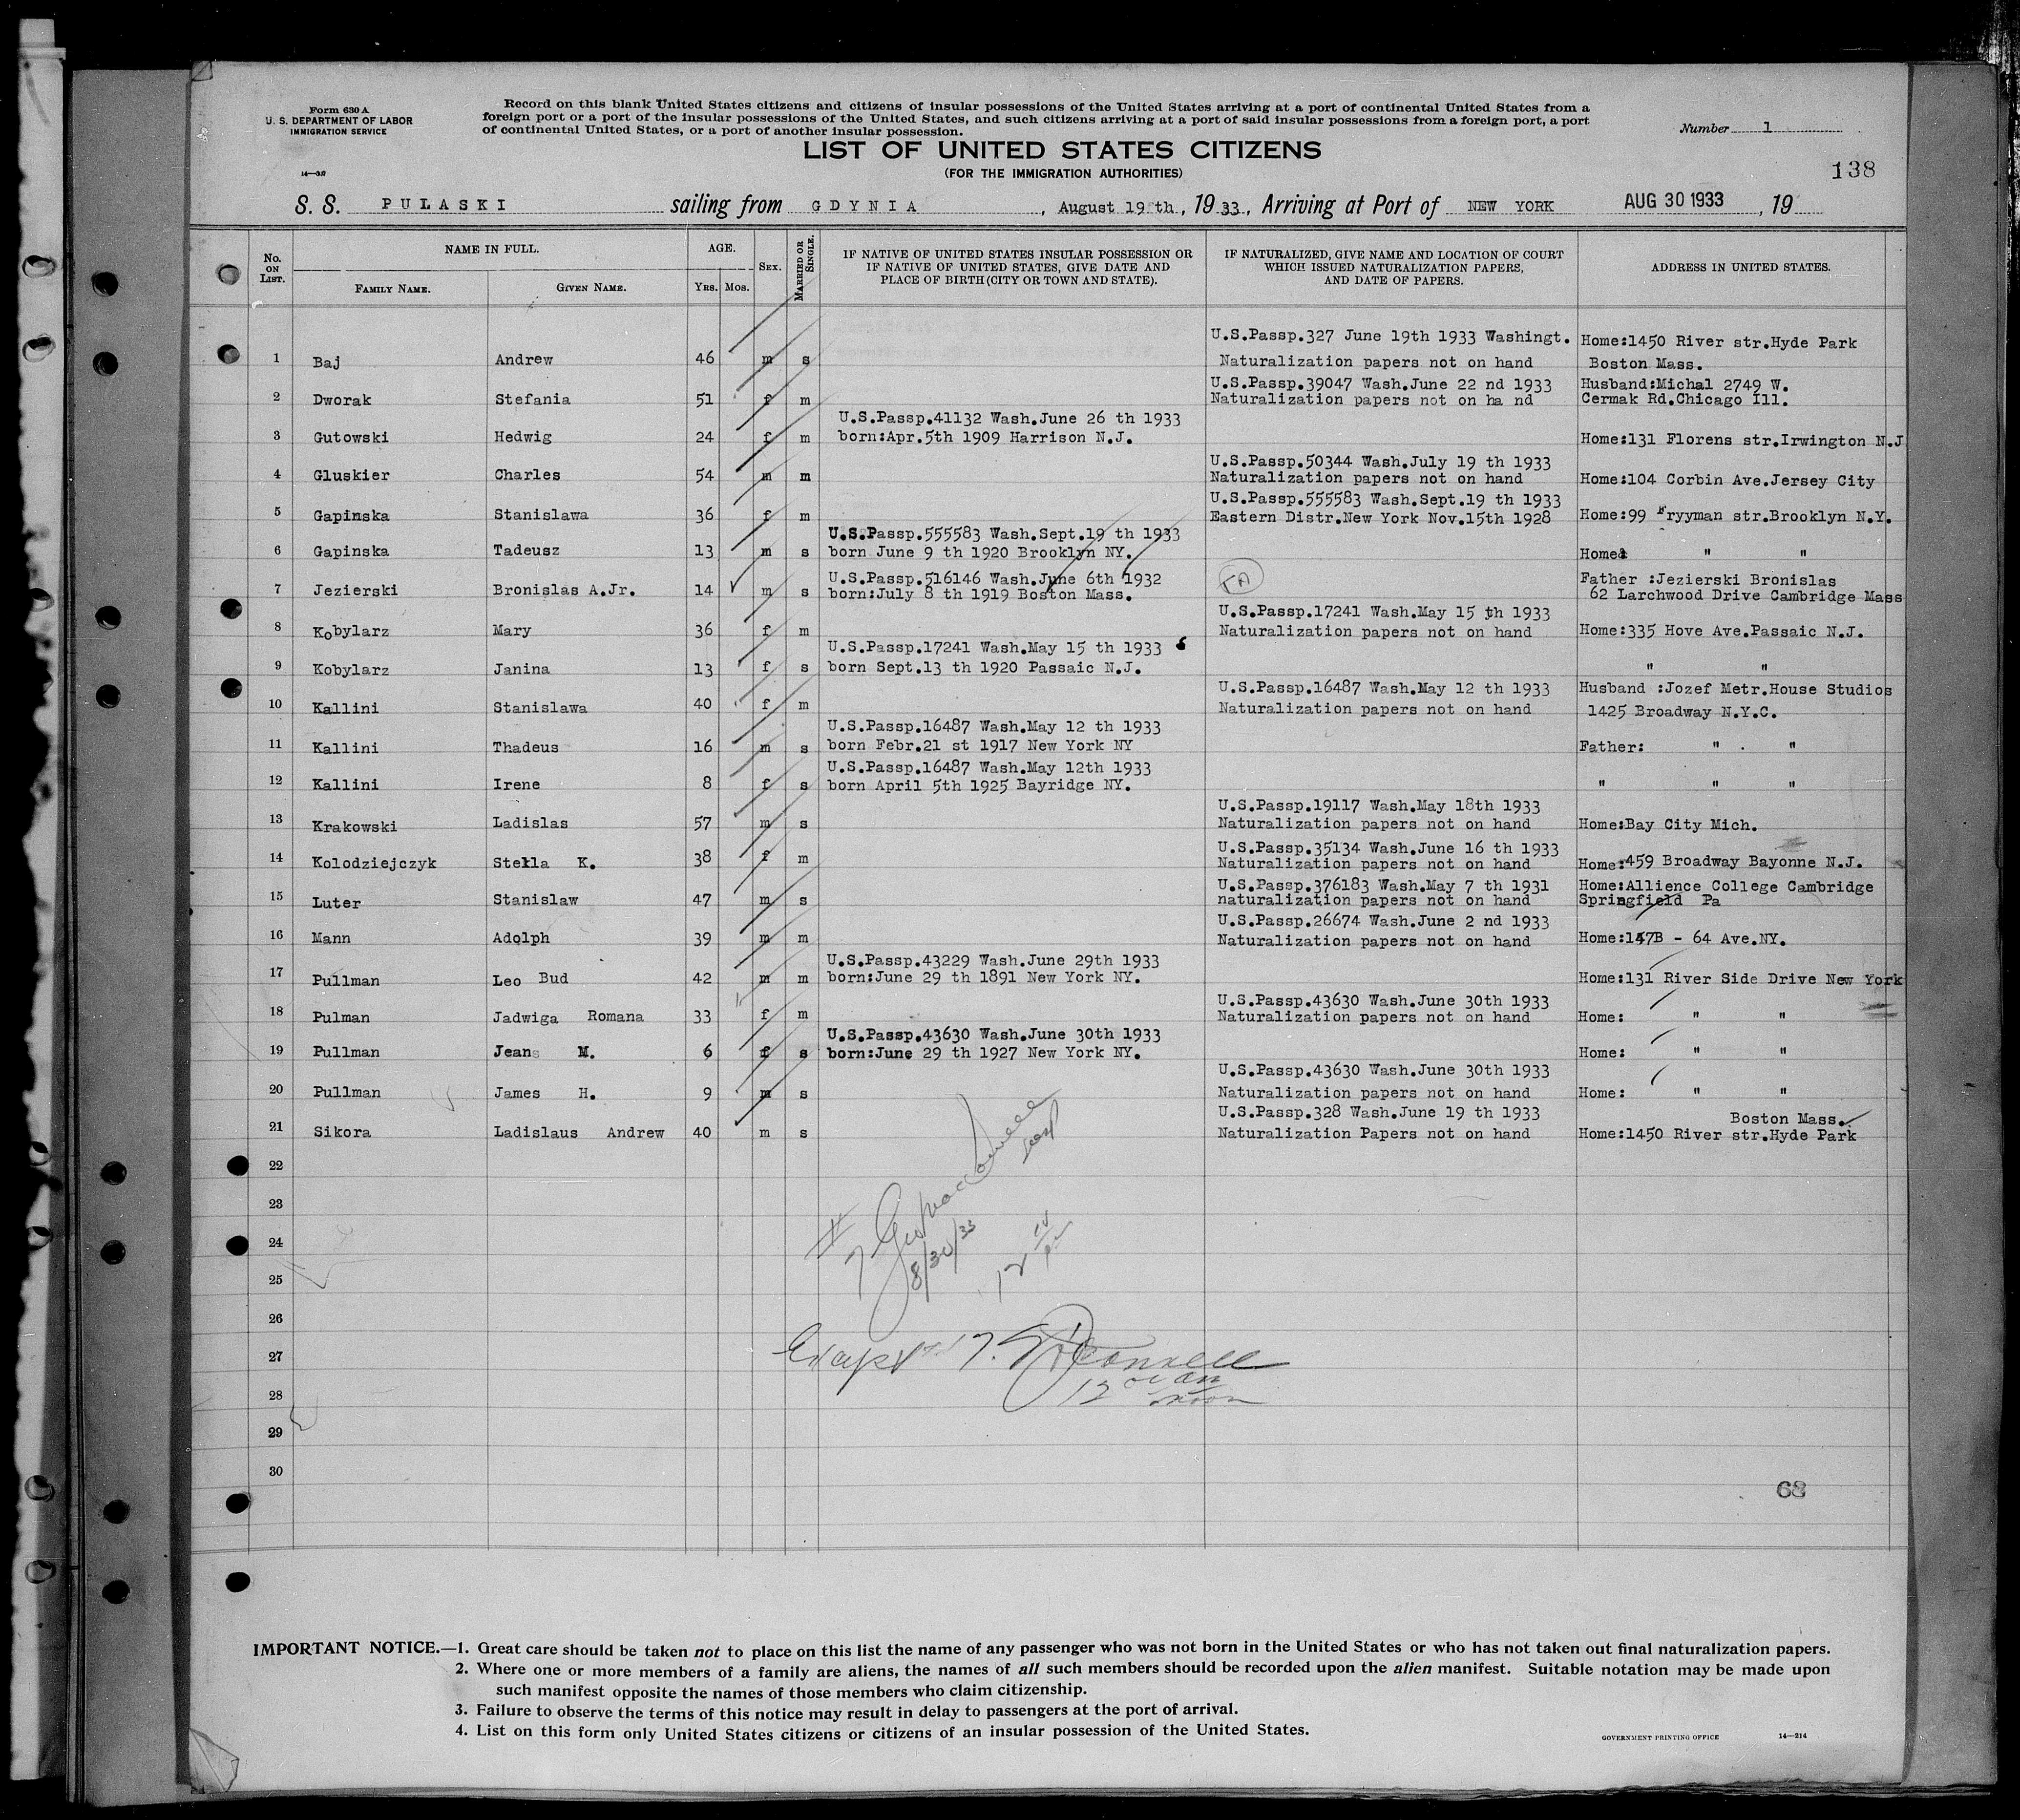 Form 630 A
U. S. DEPARTMENT OF LABOR
IMMIGRATION SERVICE
Record on this blank United States citizens and citizens of insular possessions of the United States arriving at a port of continental United States from a
foreign port or a port of the insular possessions of the United States, and such citizens arriving at a port of said insular possessions from a foreign port, a port
of continental United States, or a port of another insular possession.
Number 1
LIST OF UNITED STATES CITIZENS
(FOR THE IMMIGRATION AUTHORITIES)
138
S. S. PULASKI sailing from GDYNIA, August 19 th, 19 33, Arriving at Port of NEW YORK AUG 30 1933, 19
No. ON LIST. NAME IN FULL. AGE. SEX. MARRIED OR SINGLE. IF NATIVE OF UNITED STATES INSULAR POSSESSION OR IF NATIVE OF UNITED STATES, GIVE DATE AND PLACE OF BIRTH (CITY OR TOWN AND STATE). IF NATURALIZED, GIVE NAME AND LOCATION OF COURT WHICH ISSUED NATURALIZATION PAPERS, AND DATE OF PAPERS. ADDRESS IN UNITED STATES.
FAMILY NAME. GIVEN NAME. YRS. MOS.
U.S.Passp.327 June 19th 1933 Washingt. Home:1450 River str.Hyde Park
1 Baj Andrew 46 m s Naturalization papers not on hand Boston Mass.
U.S.Passp.39047 Wash.June 22 nd 1933 Husband:Michal 2749 W.
2 Dworak Stefania 51 f m Naturalization papers not on ha nd Cermak Rd.Chicago Ill.
U.S.Passp.41132 Wash.June 26 th 1933
3 Gutowski Hedwig 24 f m born:Apr.5th 1909 Harrison N.J. Home:131 Florens str.Irwington N.J
U.S.Passp.50344 Wash.July 19 th 1933
4 Gluskier Charles 54 m m Naturalization papers not on hand Home:104 Corbin Ave.Jersey City
U.S.Passp.555583 Wash.Sept.19 th 1933
5 Gapinska Stanislawa 36 f m Eastern Distr.New York Nov.15th 1928 Home:99 Fryyman str.Brooklyn N.Y.
U.S.Passp.555583 Wash.Sept.19 th 1933
6 Gapinska Tadeusz 13 m s born June 9 th 1920 Brooklyn NY. Home: " "
U.S.Passp.516146 Wash.June 6th 1932 Father :Jezierski Bronislas
7 Jezierski Bronislas A.Jr. 14 m s born:July 8 th 1919 Boston Mass. 62 Larchwood Drive Cambridge Mass
U.S.Passp.17241 Wash.May 15 th 1933
8 Kobylarz Mary 36 f m Naturalization papers not on hand Home:335 Hove Ave.Passaic N.J.
U.S.Passp.17241 Wash.May 15 th 1933
9 Kobylarz Janina 13 f s born Sept.13 th 1920 Passaic N.J. " "
U.S.Passp.16487 Wash.May 12 th 1933 Husband :Jozef Metr.House Studios
10 Kallini Stanislawa 40 f m Naturalization papers not on hand 1425 Broadway N.Y.C.
U.S.Passp.16487 Wash.May 12 th 1933
11 Kallini Thadeus 16 m s born Febr.21 st 1917 New York NY Father: " . "
U.S.Passp.16487 Wash.May 12th 1933
12 Kallini Irene 8 f s born April 5th 1925 Bayridge NY. " " "
U.S.Passp.19117 Wash.May 18th 1933
13 Krakowski Ladislas 57 m s Naturalization papers not on hand Home:Bay City Mich.
U.S.Passp.35134 Wash.June 16 th 1933
14 Kolodziejczyk Stella K. 38 f m Naturalization papers not on hand Home:459 Broadway Bayonne N.J.
U.S.Passp.376183 Wash.May 7 th 1931 Home:Allience College Cambridge
15 Luter Stanislaw 47 m s naturalization papers not on hand Springfield Pa
U.S.Passp.26674 Wash.June 2 nd 1933
16 Mann Adolph 39 m m Naturalization papers not on hand Home:147B - 64 Ave.NY.
U.S.Passp.43229 Wash.June 29th 1933
17 Pullman Leo Bud 42 m m born:June 29 th 1891 New York NY. Home:131 River Side Drive New York
U.S.Passp.43630 Wash.June 30th 1933
18 Pulman Jadwiga Romana 33 f m Naturalization papers not on hand Home: " "
U.S.Passp.43630 Wash.June 30th 1933
19 Pullman Jeans M. 6 f s born:June 29 th 1927 New York NY. Home: " "
U.S.Passp.43630 Wash.June 30th 1933
20 Pullman James H. 9 m s Naturalization papers not on hand Home: " "
U.S.Passp.328 Wash.June 19 th 1933 Boston Mass.
21 Sikora Ladislaus Andrew 40 m s Naturalization Papers not on hand Home:1450 River str.Hyde Park
22
23
24
8/30/33
25
26
27
28
29
30
68
IMPORTANT NOTICE.—1. Great care should be taken not to place on this list the name of any passenger who was not born in the United States or who has not taken out final naturalization papers.
2. Where one or more members of a family are aliens, the names of all such members should be recorded upon the alien manifest. Suitable notation may be made upon
such manifest opposite the names of those members who claim citizenship.
3. Failure to observe the terms of this notice may result in delay to passengers at the port of arrival.
4. List on this form only United States citizens or citizens of an insular possession of the United States.
GOVERNMENT PRINTING OFFICE 14—214